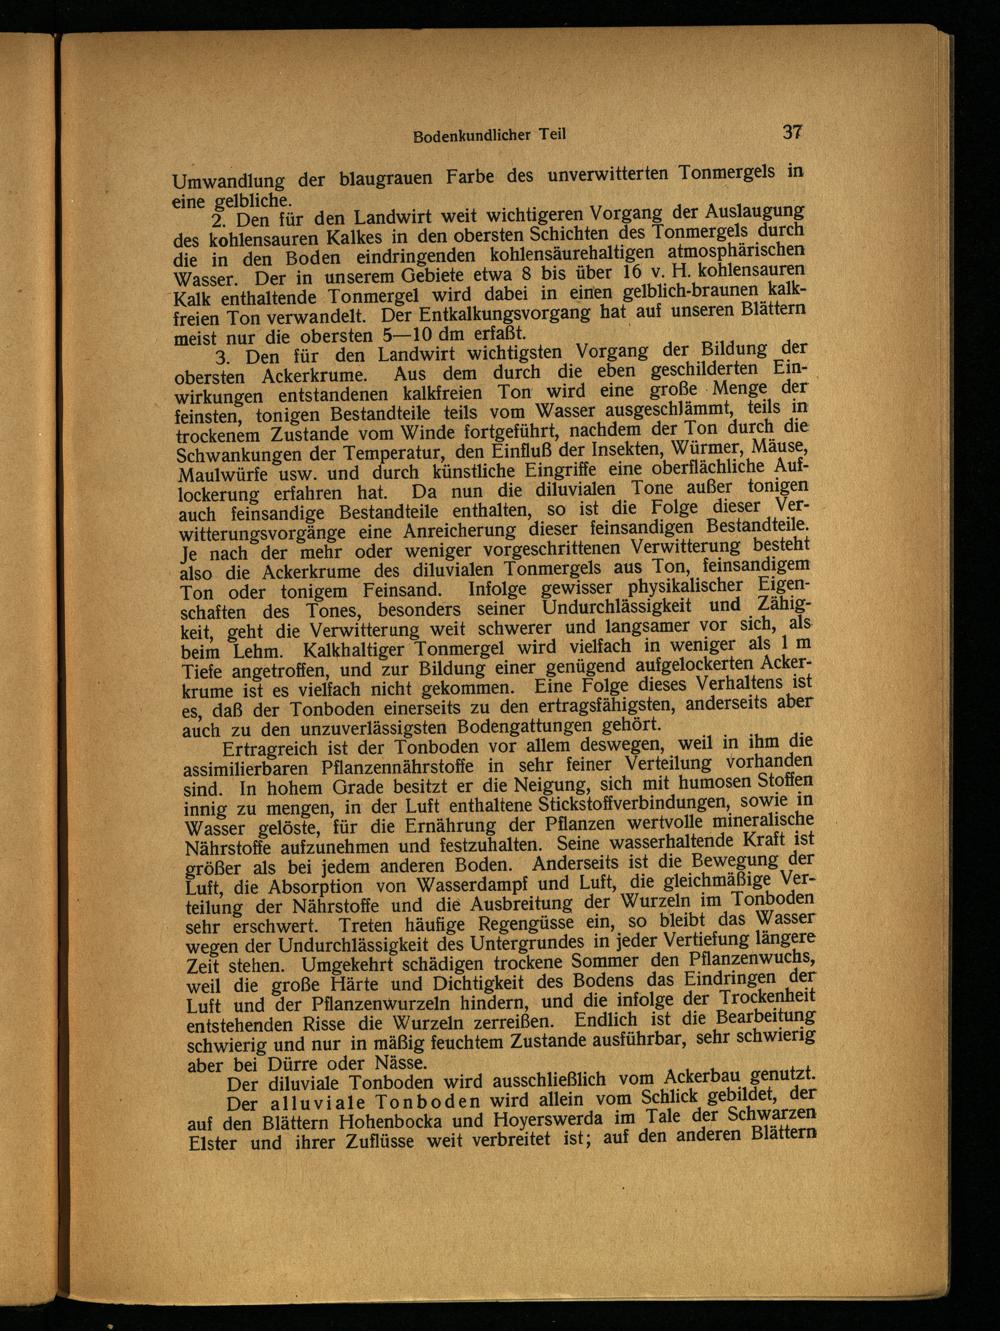 Bodenkundlicher Teil 37
Umwandlung der blaugrauen Farbe des unverwitterten Tonmergels in
eine gelbliche.
2. Den für den Landwirt weit wichtigeren Vorgang der Auslaugung
des kohlensauren Kalkes in den obersten Schichten des Tonmergels durch
die in den Boden eindringenden kohlensäurehaltigen atmosphärischen
Wasser. Der in unserem Gebiete etwa 8 bis über 16 v. H. kohlensauren
Kalk enthaltende Tonmergel wird dabei in einen gelblich-braunen kalk-
freien Ton verwandelt. Der Entkalkungsvorgang hat auf unseren Blättern
meist nur die obersten 5—10 dm erfaßt.
3. Den für den Landwirt wichtigsten Vorgang der Bildung der
obersten Ackerkrume. Aus dem durch die eben geschilderten Ein-
wirkungen entstandenen kalkfreien Ton wird eine große Menge der
feinsten, tonigen Bestandteile teils vom Wasser ausgeschlämmt, teils in
trockenem Zustande vom Winde fortgeführt, nachdem der Ton durch die
Schwankungen der Temperatur, den Einfluß der Insekten, Würmer, Mäuse,
Maulwürfe usw. und durch künstliche Eingriffe eine oberflächliche Auf-
lockerung erfahren hat. Da nun die diluvialen Tone außer tonigen
auch feinsandige Bestandteile enthalten, so ist die Folge dieser Ver-
witterungsvorgänge eine Anreicherung dieser feinsandigen Bestandteile.
Je nach der mehr oder weniger vorgeschrittenen Verwitterung besteht
also die Ackerkrume des diluvialen Tonmergels aus Ton, feinsandigem
Ton oder tonigem Feinsand. Infolge gewisser physikalischer Eigen-
schaften des Tones, besonders seiner Undurchlässigkeit und Zähig-
keit, geht die Verwitterung weit schwerer und langsamer vor sich, als
beim Lehm. Kalkhaltiger Tonmergel wird vielfach in weniger als 1 m
Tiefe angetroffen, und zur Bildung einer genügend aufgelockerten Acker-
krume ist es vielfach nicht gekommen. Eine Folge dieses Verhaltens ist
es, daß der Tonboden einerseits zu den ertragsfähigsten, anderseits aber
auch zu den unzuverlässigsten Bodengattungen gehört.
Ertragreich ist der Tonboden vor allem deswegen, weil in ihm die
assimilierbaren Pflanzennährstoffe in sehr feiner Verteilung vorhanden
sind. In hohem Grade besitzt er die Neigung, sich mit humosen Stoffen
innig zu mengen, in der Luft enthaltene Stickstoffverbindungen, sowie in
Wasser gelöste, für die Ernährung der Pflanzen wertvolle mineralische
Nährstoffe aufzunehmen und festzuhalten. Seine wasserhaltende Kraft ist
größer als bei jedem anderen Boden. Anderseits ist die Bewegung der
Luft, die Absorption von Wasserdampf und Luft, die gleichmäßige Ver-
teilung der Nährstoffe und die Ausbreitung der Wurzeln im Tonboden
sehr erschwert. Treten häufige Regengüsse ein, so bleibt das Wasser
wegen der Undurchlässigkeit des Untergrundes in jeder Vertiefung längere
Zeit stehen. Umgekehrt schädigen trockene Sommer den Pflanzenwuchs,
weil die große Härte und Dichtigkeit des Bodens das Eindringen der
Luft und der Pflanzenwurzeln hindern, und die infolge der Trockenheit
entstehenden Risse die Wurzeln zerreißen. Endlich ist die Bearbeitung
schwierig und nur in mäßig feuchtem Zustande ausführbar, sehr schwierig
aber bei Dürre oder Nässe.
Der diluviale Tonboden wird ausschließlich vom Ackerbau genutzt.
Der alluviale Tonboden wird allein vom Schlick gebildet, der
auf den Blättern Hohenbocka und Hoyerswerda im Tale der Schwarzen
Elster und ihrer Zuflüsse weit verbreitet ist; auf den anderen Blättern